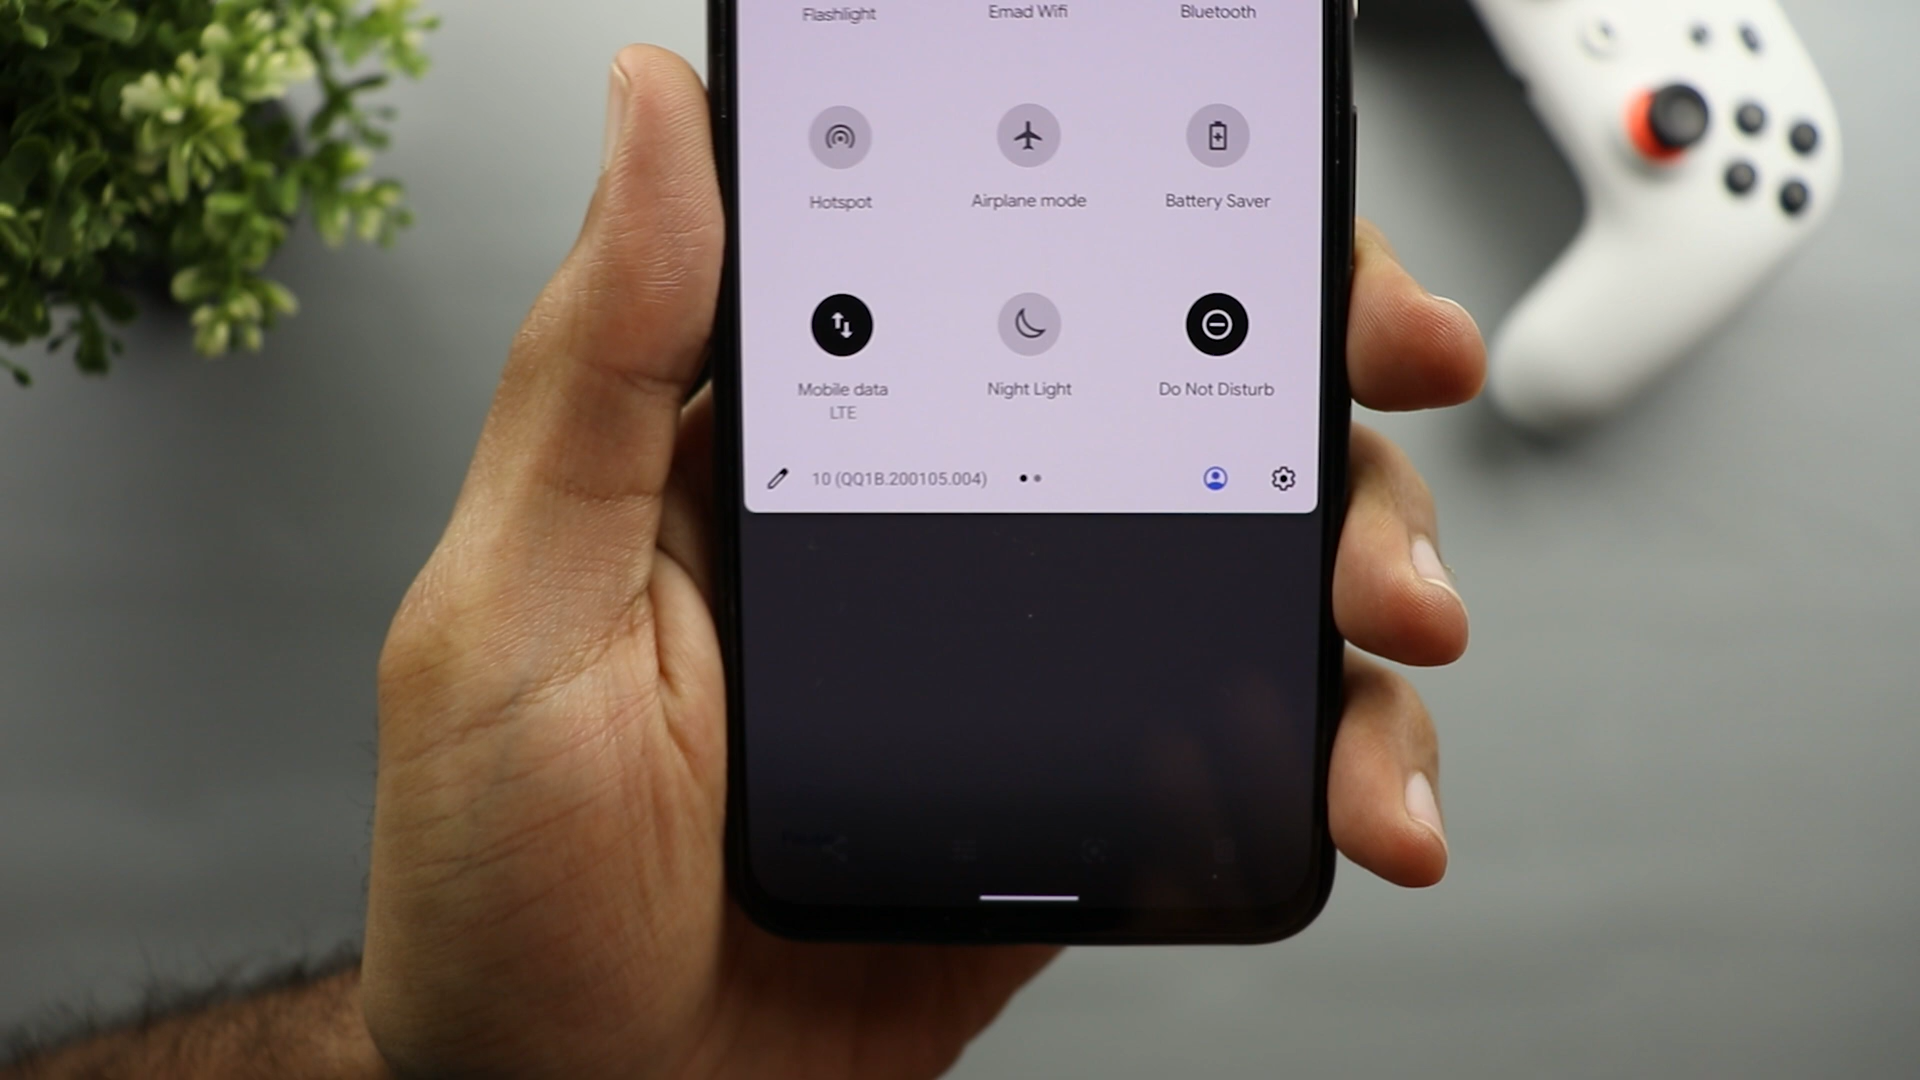 Flashlight
Emad Wifi
Bluetooth
Hotspot
Airplane mode
Battery Saver
Mobile data
LTE
Night Light
Do Not Disturb
10 (QQ1B.200105.004)